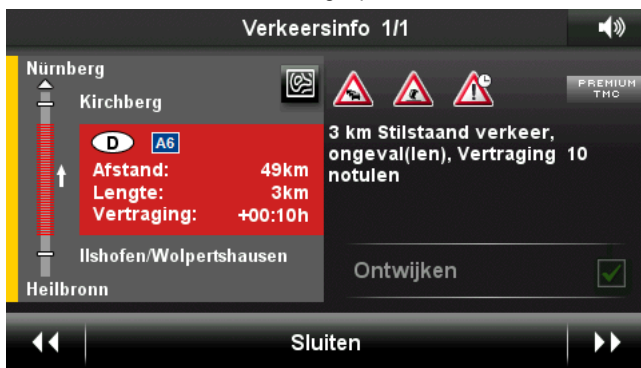 Verkeersinfo 1/1
Nürnberg
Kirchberg
D A6
Afstand: 49km
Lengte: 3km
Vertraging: +00:10h
Ilshofen/Wolpertshausen
Heilbronn
PREMIUM
TMC
3 km Stilstaand verkeer,
ongeval(len), Vertraging 10
notulen
Ontwijken
Sluiten